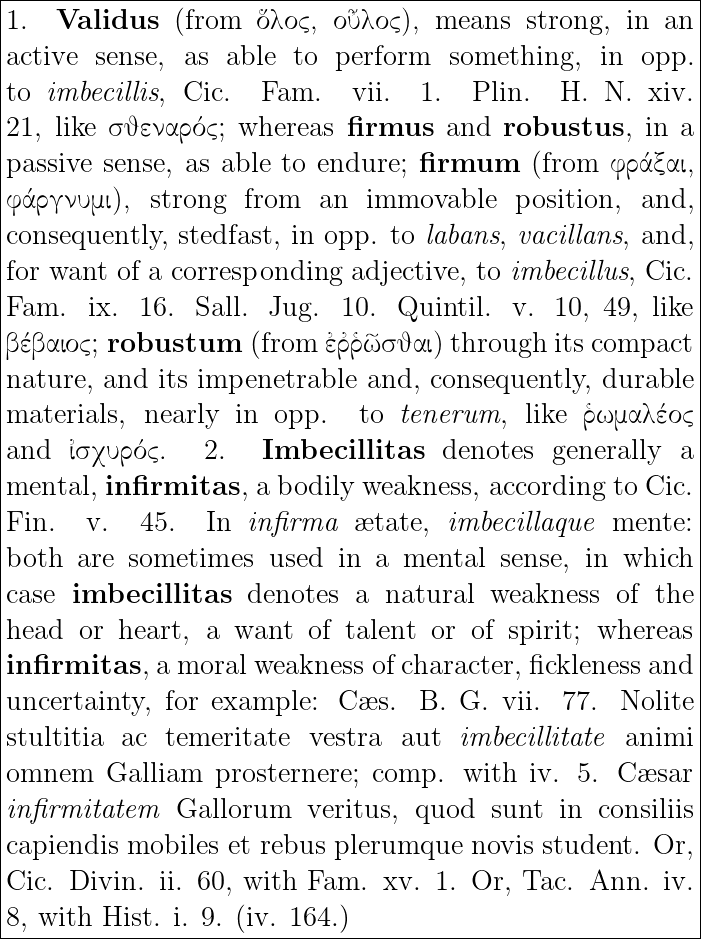 1. Validus (from ὅλος, οὖλος), means strong, in an
active sense, as able to perform something, in opp.
to imbecillis, Cic. Fam. vii. 1. Plin. H. N. xiv.
21, like σθεναρός; whereas firmus and robustus, in a
passive sense, as able to endure; firmum (from φράξαι,
φάργνυμι), strong from an immovable position, and,
consequently, stedfast, in opp. to labans, vacillans, and,
for want of a corresponding adjective, to imbecillus, Cic.
Fam. ix. 16. Sall. Jug. 10. Quintil. v. 10, 49, like
βέβαιος; robustum (from ἐῤῥῶσθαι) through its compact
nature, and its impenetrable and, consequently, durable
materials, nearly in opp. to tenerum, like ῥωμαλέος
and ἰσχυρός. 2. Imbecillitas denotes generally a
mental, infirmitas, a bodily weakness, according to Cic.
Fin. v. 45. In infirma ætate, imbecillaque mente:
both are sometimes used in a mental sense, in which
case imbecillitas denotes a natural weakness of the
head or heart, a want of talent or of spirit; whereas
infirmitas, a moral weakness of character, fickleness and
uncertainty, for example: Cæs. B. G. vii. 77. Nolite
stultitia ac temeritate vestra aut imbecillitate animi
omnem Galliam prosternere; comp. with iv. 5. Cæsar
infirmitatem Gallorum veritus, quod sunt in consiliis
capiendis mobiles et rebus plerumque novis student. Or,
Cic. Divin. ii. 60, with Fam. xv. 1. Or, Tac. Ann. iv.
8, with Hist. i. 9. (iv. 164.)